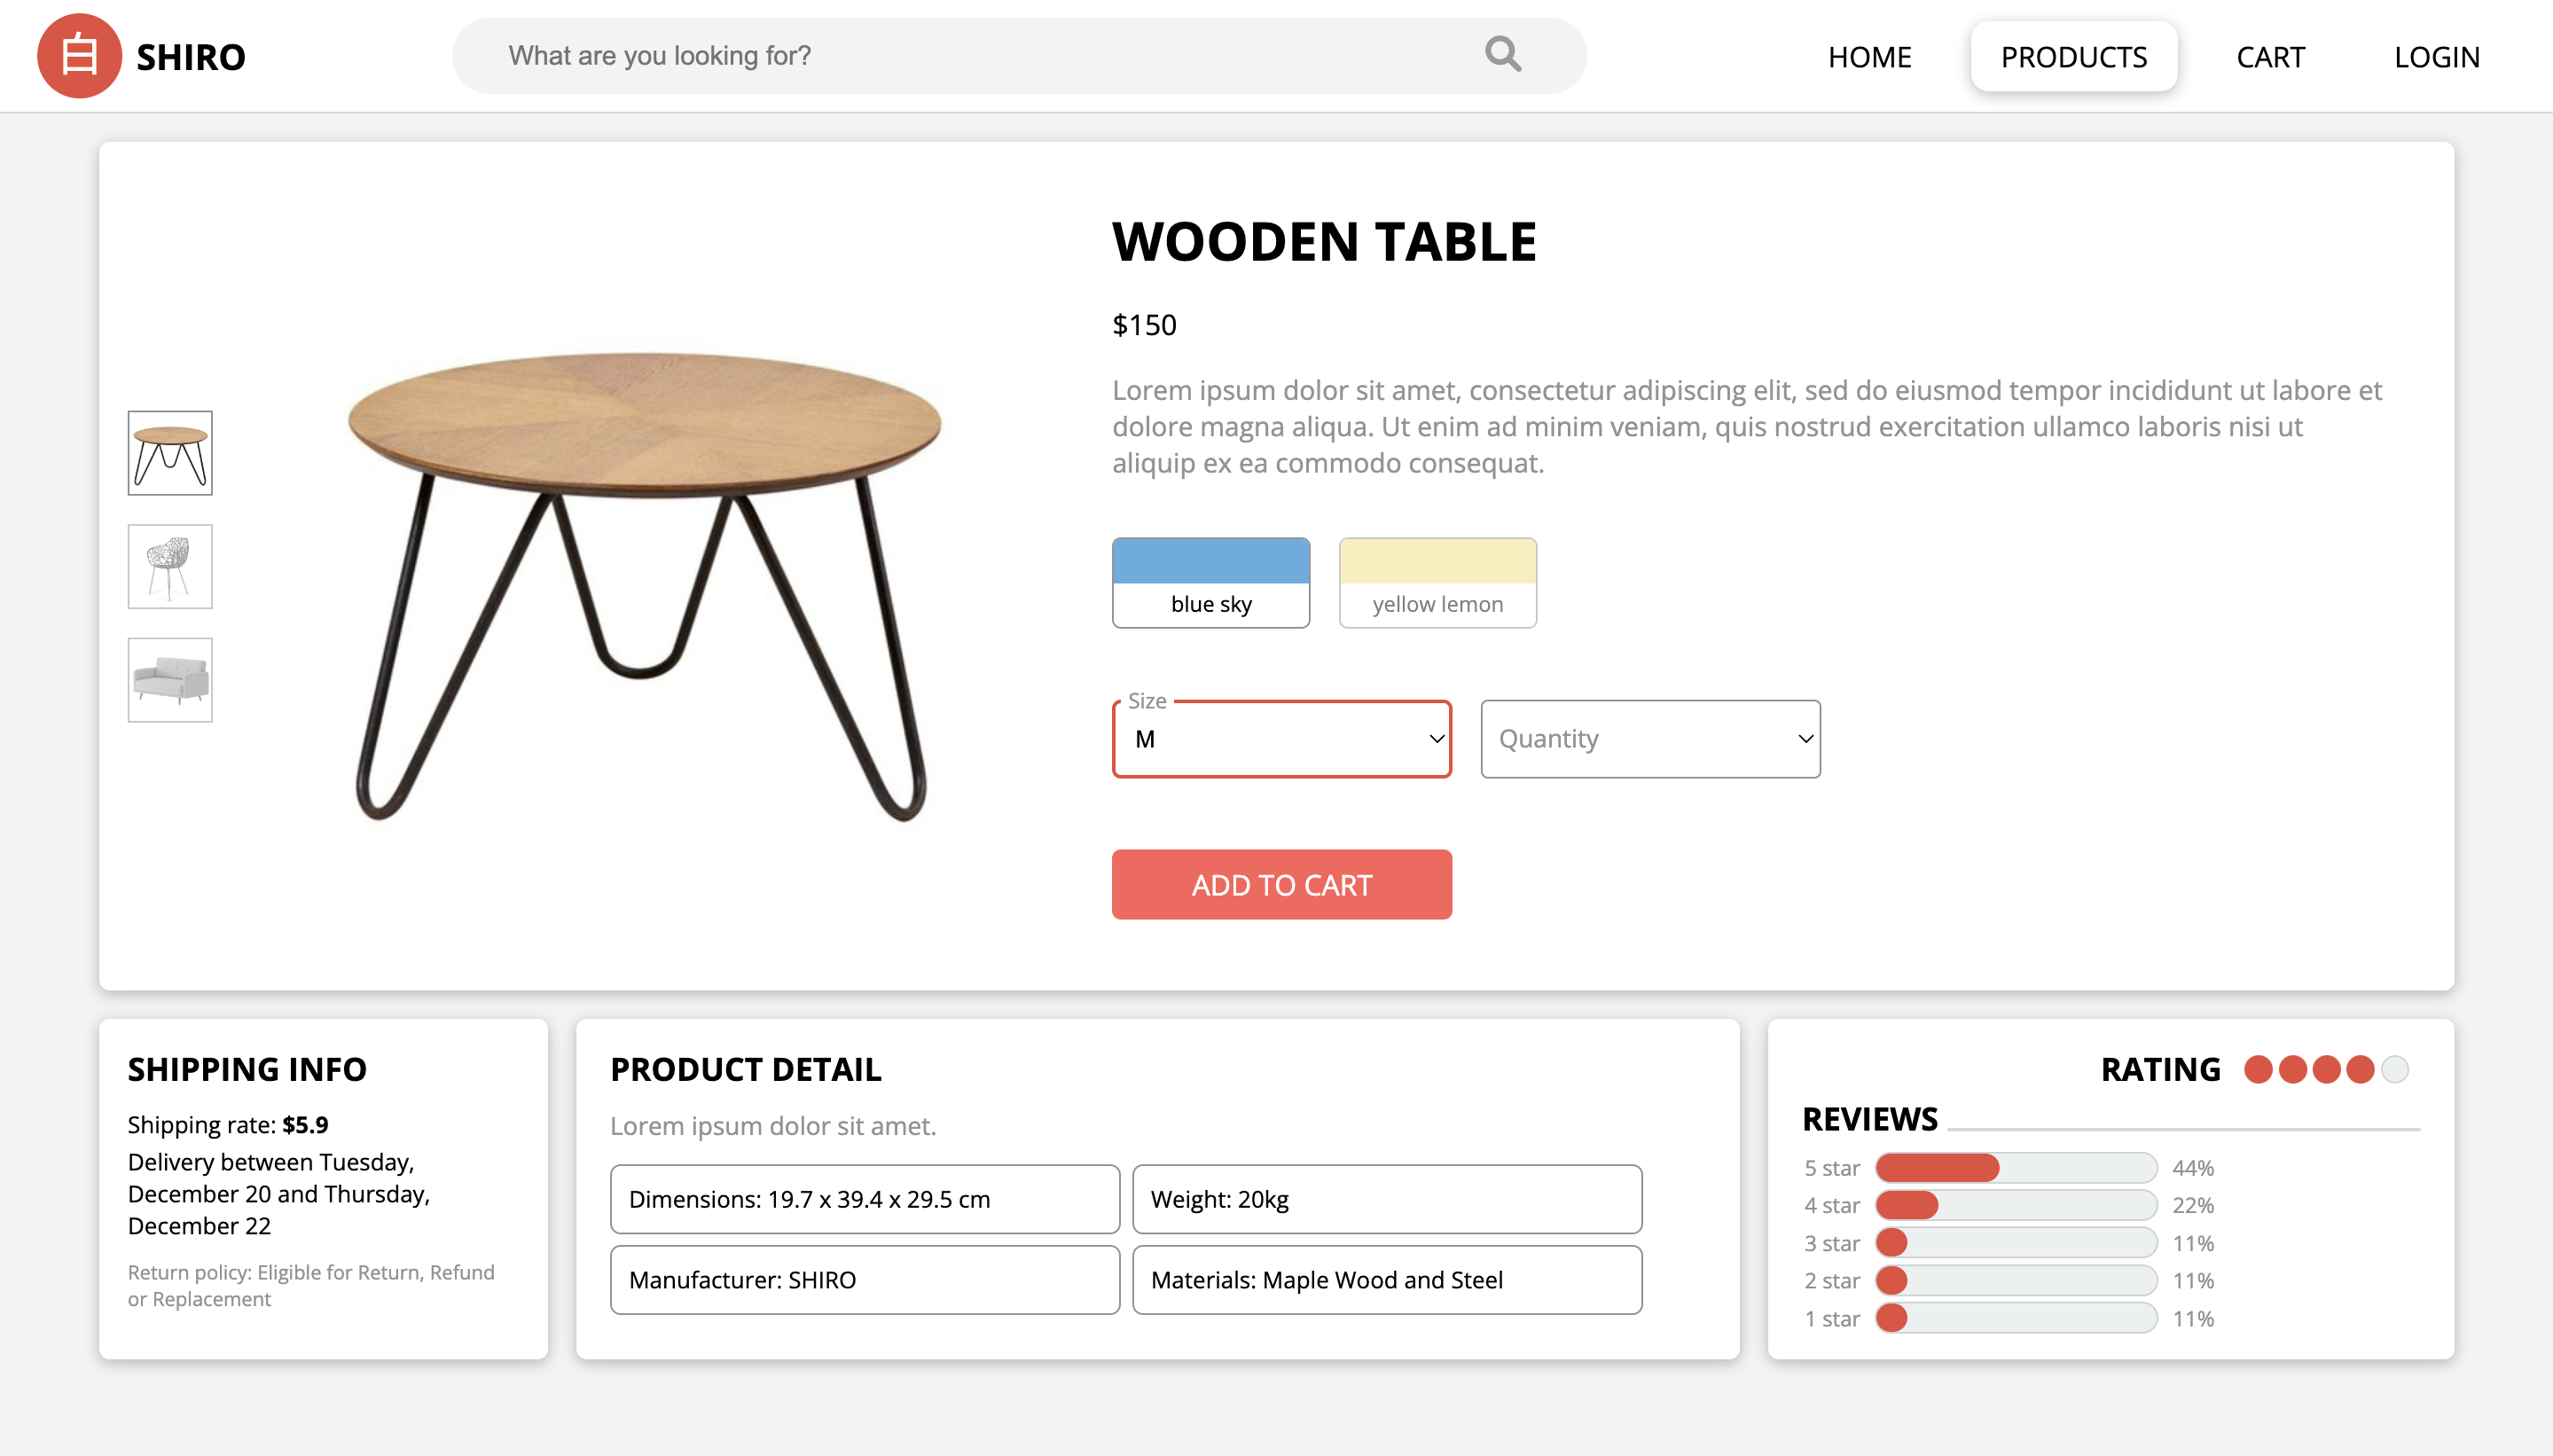 白 SHIRO
What are you looking for?
HOME PRODUCTS CART LOGIN
WOODEN TABLE
$150
Lorem ipsum dolor sit amet, consectetur adipiscing elit, sed do eiusmod tempor incididunt ut labore et
dolore magna aliqua. Ut enim ad minim veniam, quis nostrud exercitation ullamco laboris nisi ut
aliquip ex ea commodo consequat.
blue sky
yellow lemon
Size
M
Quantity
ADD TO CART
SHIPPING INFO
Shipping rate: $5.9
Delivery between Tuesday,
December 20 and Thursday,
December 22
Return policy: Eligible for Return, Refund
or Replacement
PRODUCT DETAIL
Lorem ipsum dolor sit amet.
Dimensions: 19.7 x 39.4 x 29.5 cm
Weight: 20kg
Manufacturer: SHIRO
Materials: Maple Wood and Steel
RATING
REVIEWS
5 star 44%
4 star 22%
3 star 11%
2 star 11%
1 star 11%